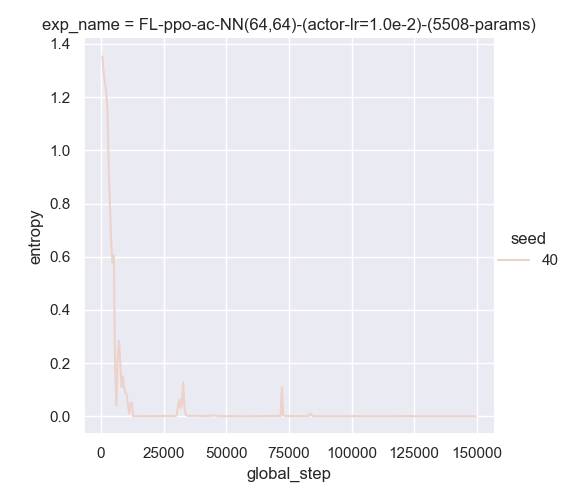 exp_name = FL-ppo-ac-NN(64,64)-(actor-lr=1.0e-2)-(5508-params)
1.4
1.2
1.0
0.8
0.6
0.4
0.2
0.0
entropy
seed
40
0 25000 50000 75000 100000 125000 150000
global_step